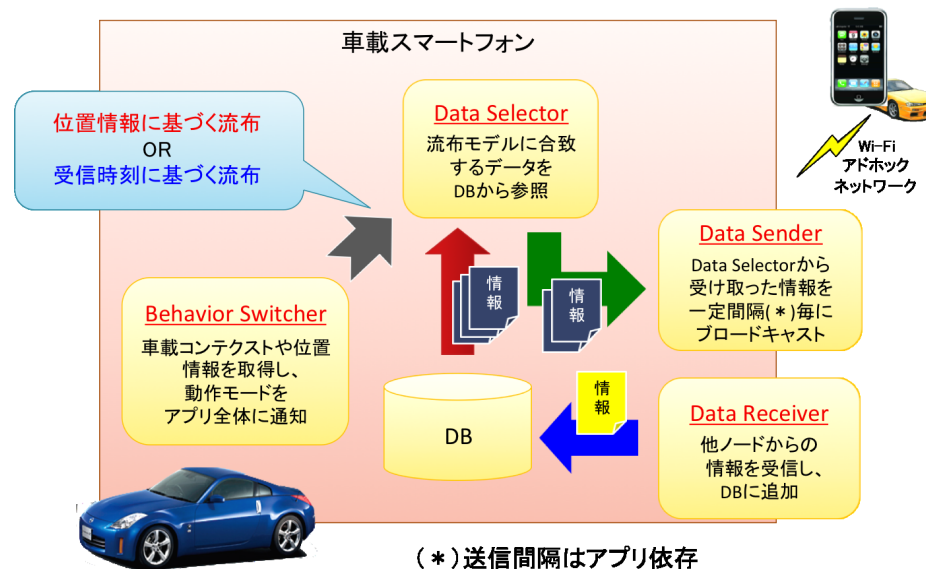 車載スマートフォン
位置情報に基づく流布
OR
受信時刻に基づく流布
Data Selector
流布モデルに合致
するデータを
DBから参照
Wi-Fi
アドホック
ネットワーク
Data Sender
Data Selectorから
受け取った情報を
一定間隔(*)毎に
ブロードキャスト
Behavior Switcher
車載コンテクストや位置
情報を取得し、
動作モードを
アプリ全体に通知
情報
情報
情報
DB
Data Receiver
他ノードからの
情報を受信し、
DBに追加
(*)送信間隔はアプリ依存